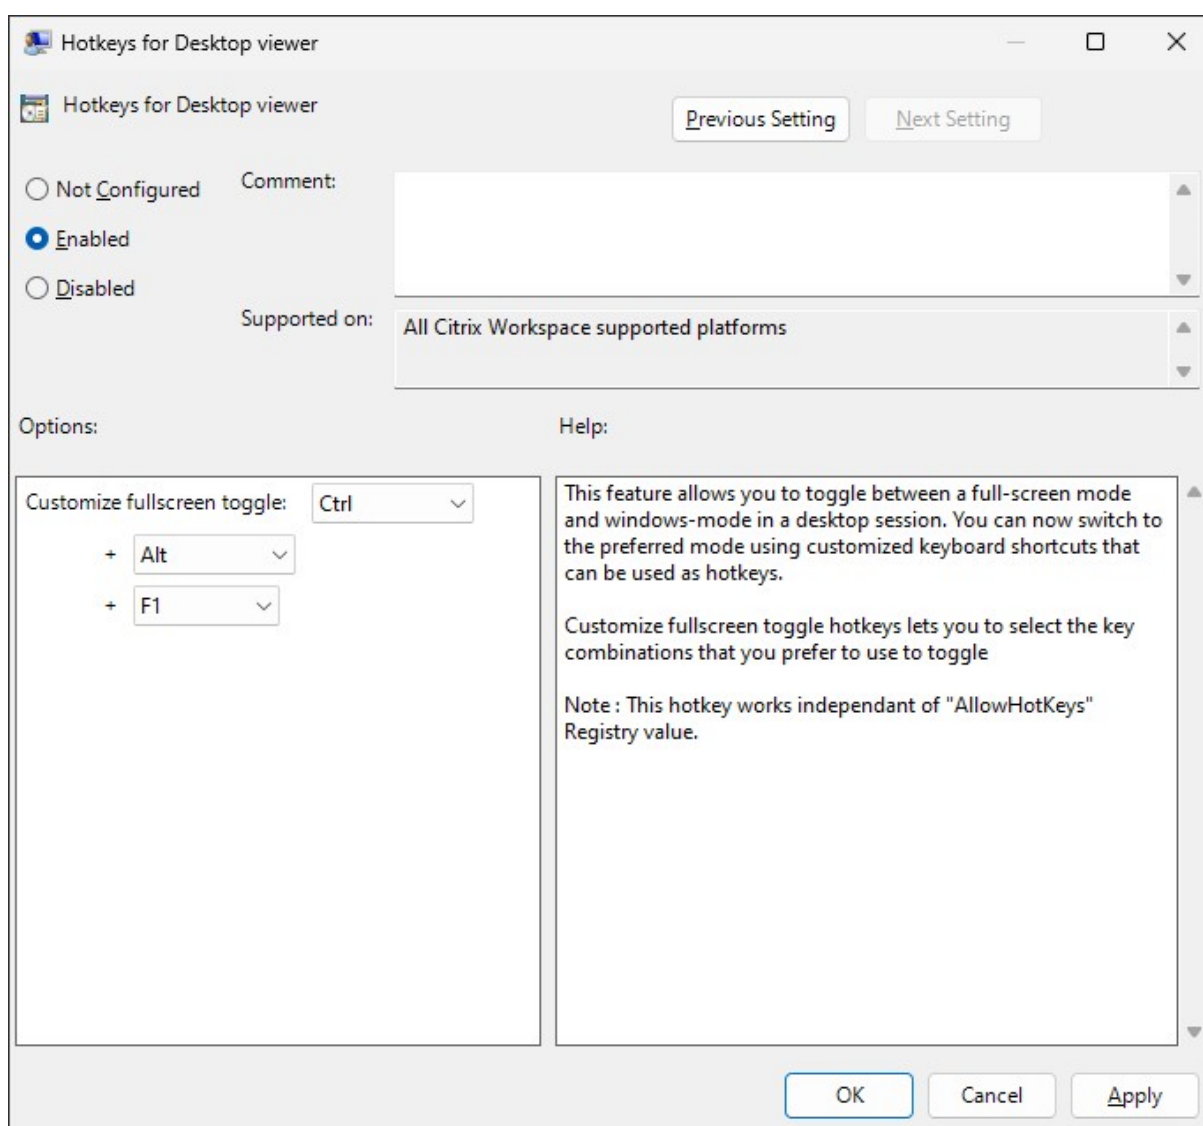 Hotkeys for Desktop viewer
Hotkeys for Desktop viewer
Previous Setting
Next Setting
Not Configured
Comment:
Enabled
Disabled
Supported on:
All Citrix Workspace supported platforms
Options:
Help:
Customize fullscreen toggle: Ctrl
+ Alt
+ F1
This feature allows you to toggle between a full-screen mode
and windows-mode in a desktop session. You can now switch to
the preferred mode using customized keyboard shortcuts that
can be used as hotkeys.
Customize fullscreen toggle hotkeys lets you to select the key
combinations that you prefer to use to toggle
Note : This hotkey works independant of "AllowHotKeys"
Registry value.
OK
Cancel
Apply